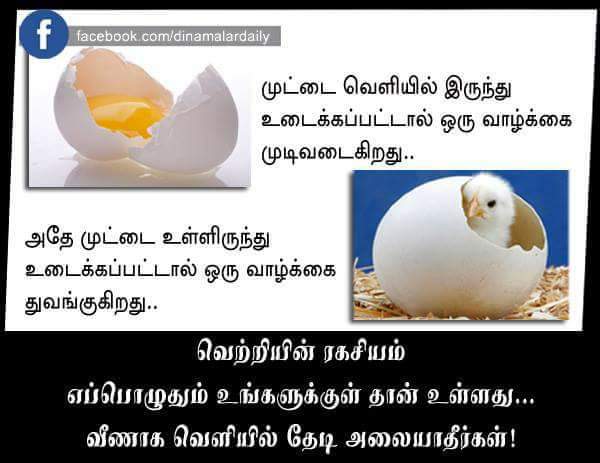 f facebook.com/dinamalardaily
முட்டை வெளியில் இருந்து
உடைக்கப்பட்டால் ஒரு வாழ்க்கை
முடிவடைகிறது..
அதே முட்டை உள்ளிருந்து
உடைக்கப்பட்டால் ஒரு வாழ்க்கை
துவங்குகிறது..
வெற்றியின் ரகசியம்
எப்பொழுதும் உங்களுக்குள் தான் உள்ளது...
வீணாக வெளியில் தேடி அலையாதீர்கள்!